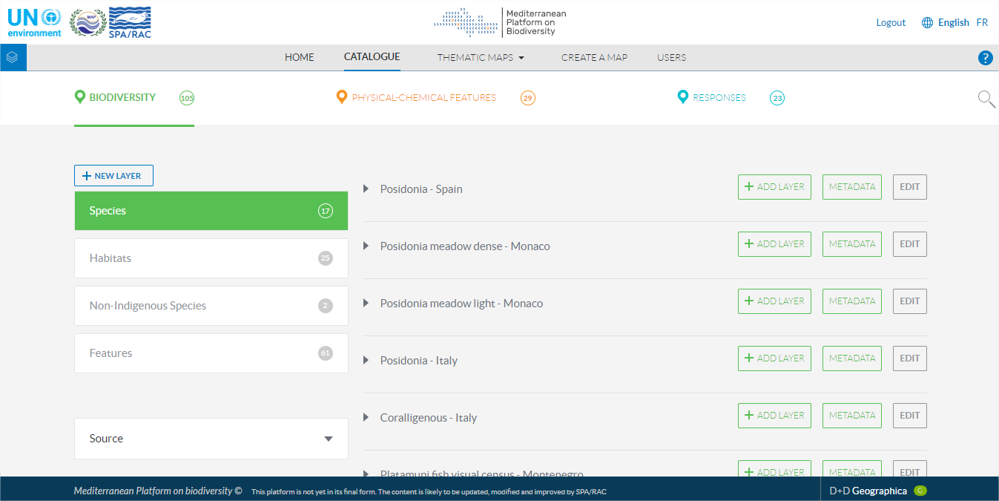 UN
environment
MAP
SPA/RAC
Mediterranean
Platform on
Biodiversity
Logout English FR
HOME CATALOGUE THEMATIC MAPS CREATE A MAP USERS ?
BIODIVERSITY 105 PHYSICAL-CHEMICAL FEATURES 29 RESPONSES 23
+ NEW LAYER
Species 17
Habitats 25
Non-Indigenous Species 2
Features 61
Source
Posidonia - Spain + ADD LAYER METADATA EDIT
Posidonia meadow dense - Monaco + ADD LAYER METADATA EDIT
Posidonia meadow light - Monaco + ADD LAYER METADATA EDIT
Posidonia - Italy + ADD LAYER METADATA EDIT
Coralligenous - Italy + ADD LAYER METADATA EDIT
Platamuni fish visual census - Montenegro + ADD LAYER METADATA EDIT
Mediterranean Platform on biodiversity © This platform is not yet in its final form. The content is likely to be updated, modified and improved by SPA/RAC D+D Geographica G